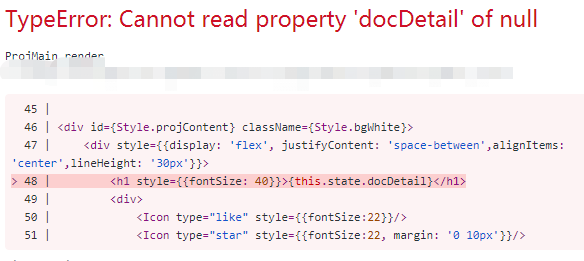 TypeError: Cannot read property 'docDetail' of null
ProjMain.render
45 |
46 | <div id={Style.projContent} className={Style.bgWhite}>
47 |     <div style={{display: 'flex', justifyContent: 'space-between',alignItems:
'center',lineHeight: '30px'}}>
> 48 |         <h1 style={{fontSize: 40}}>{this.state.docDetail}</h1>
49 |         <div>
50 |             <Icon type="like" style={{fontSize:22}}/>
51 |             <Icon type="star" style={{fontSize:22, margin: '0 10px'}}/>